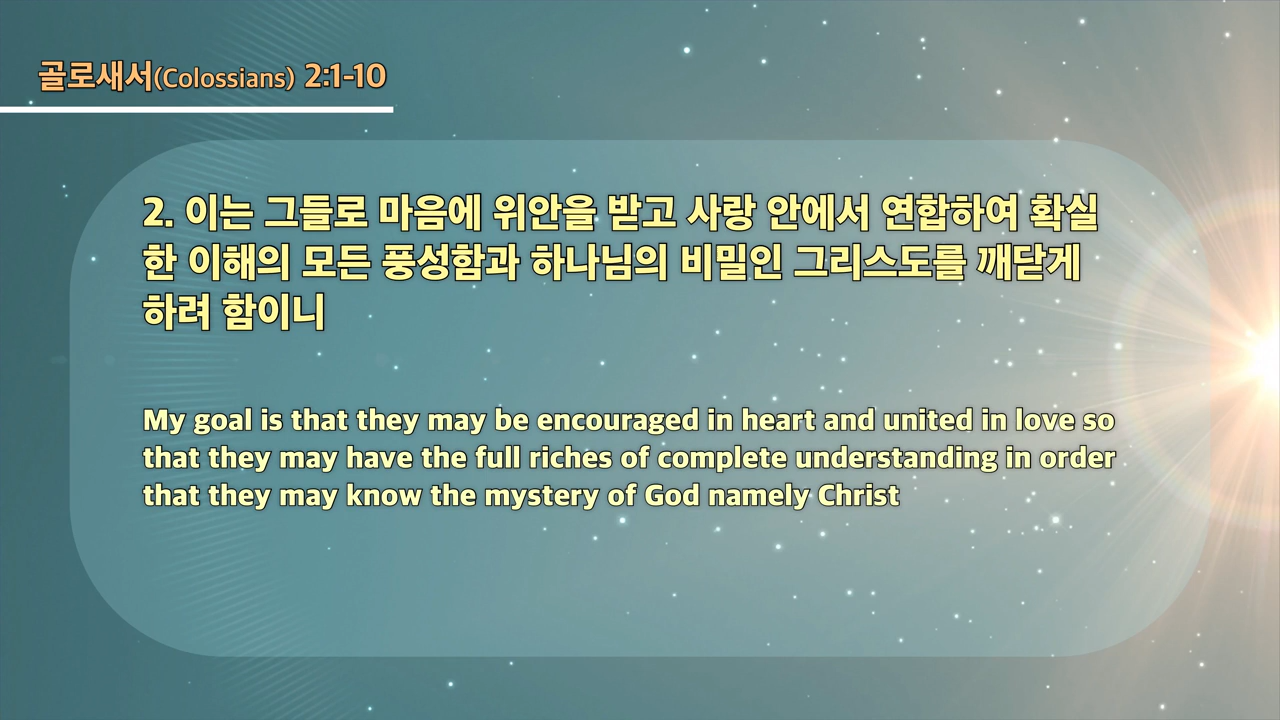 골로새서(Colossians) 2:1-10
2. 이는 그들로 마음에 위안을 받고 사랑 안에서 연합하여 확실
한 이해의 모든 풍성함과 하나님의 비밀인 그리스도를 깨닫게
하려 함이니
My goal is that they may be encouraged in heart and united in love so
that they may have the full riches of complete understanding in order
that they may know the mystery of God namely Christ